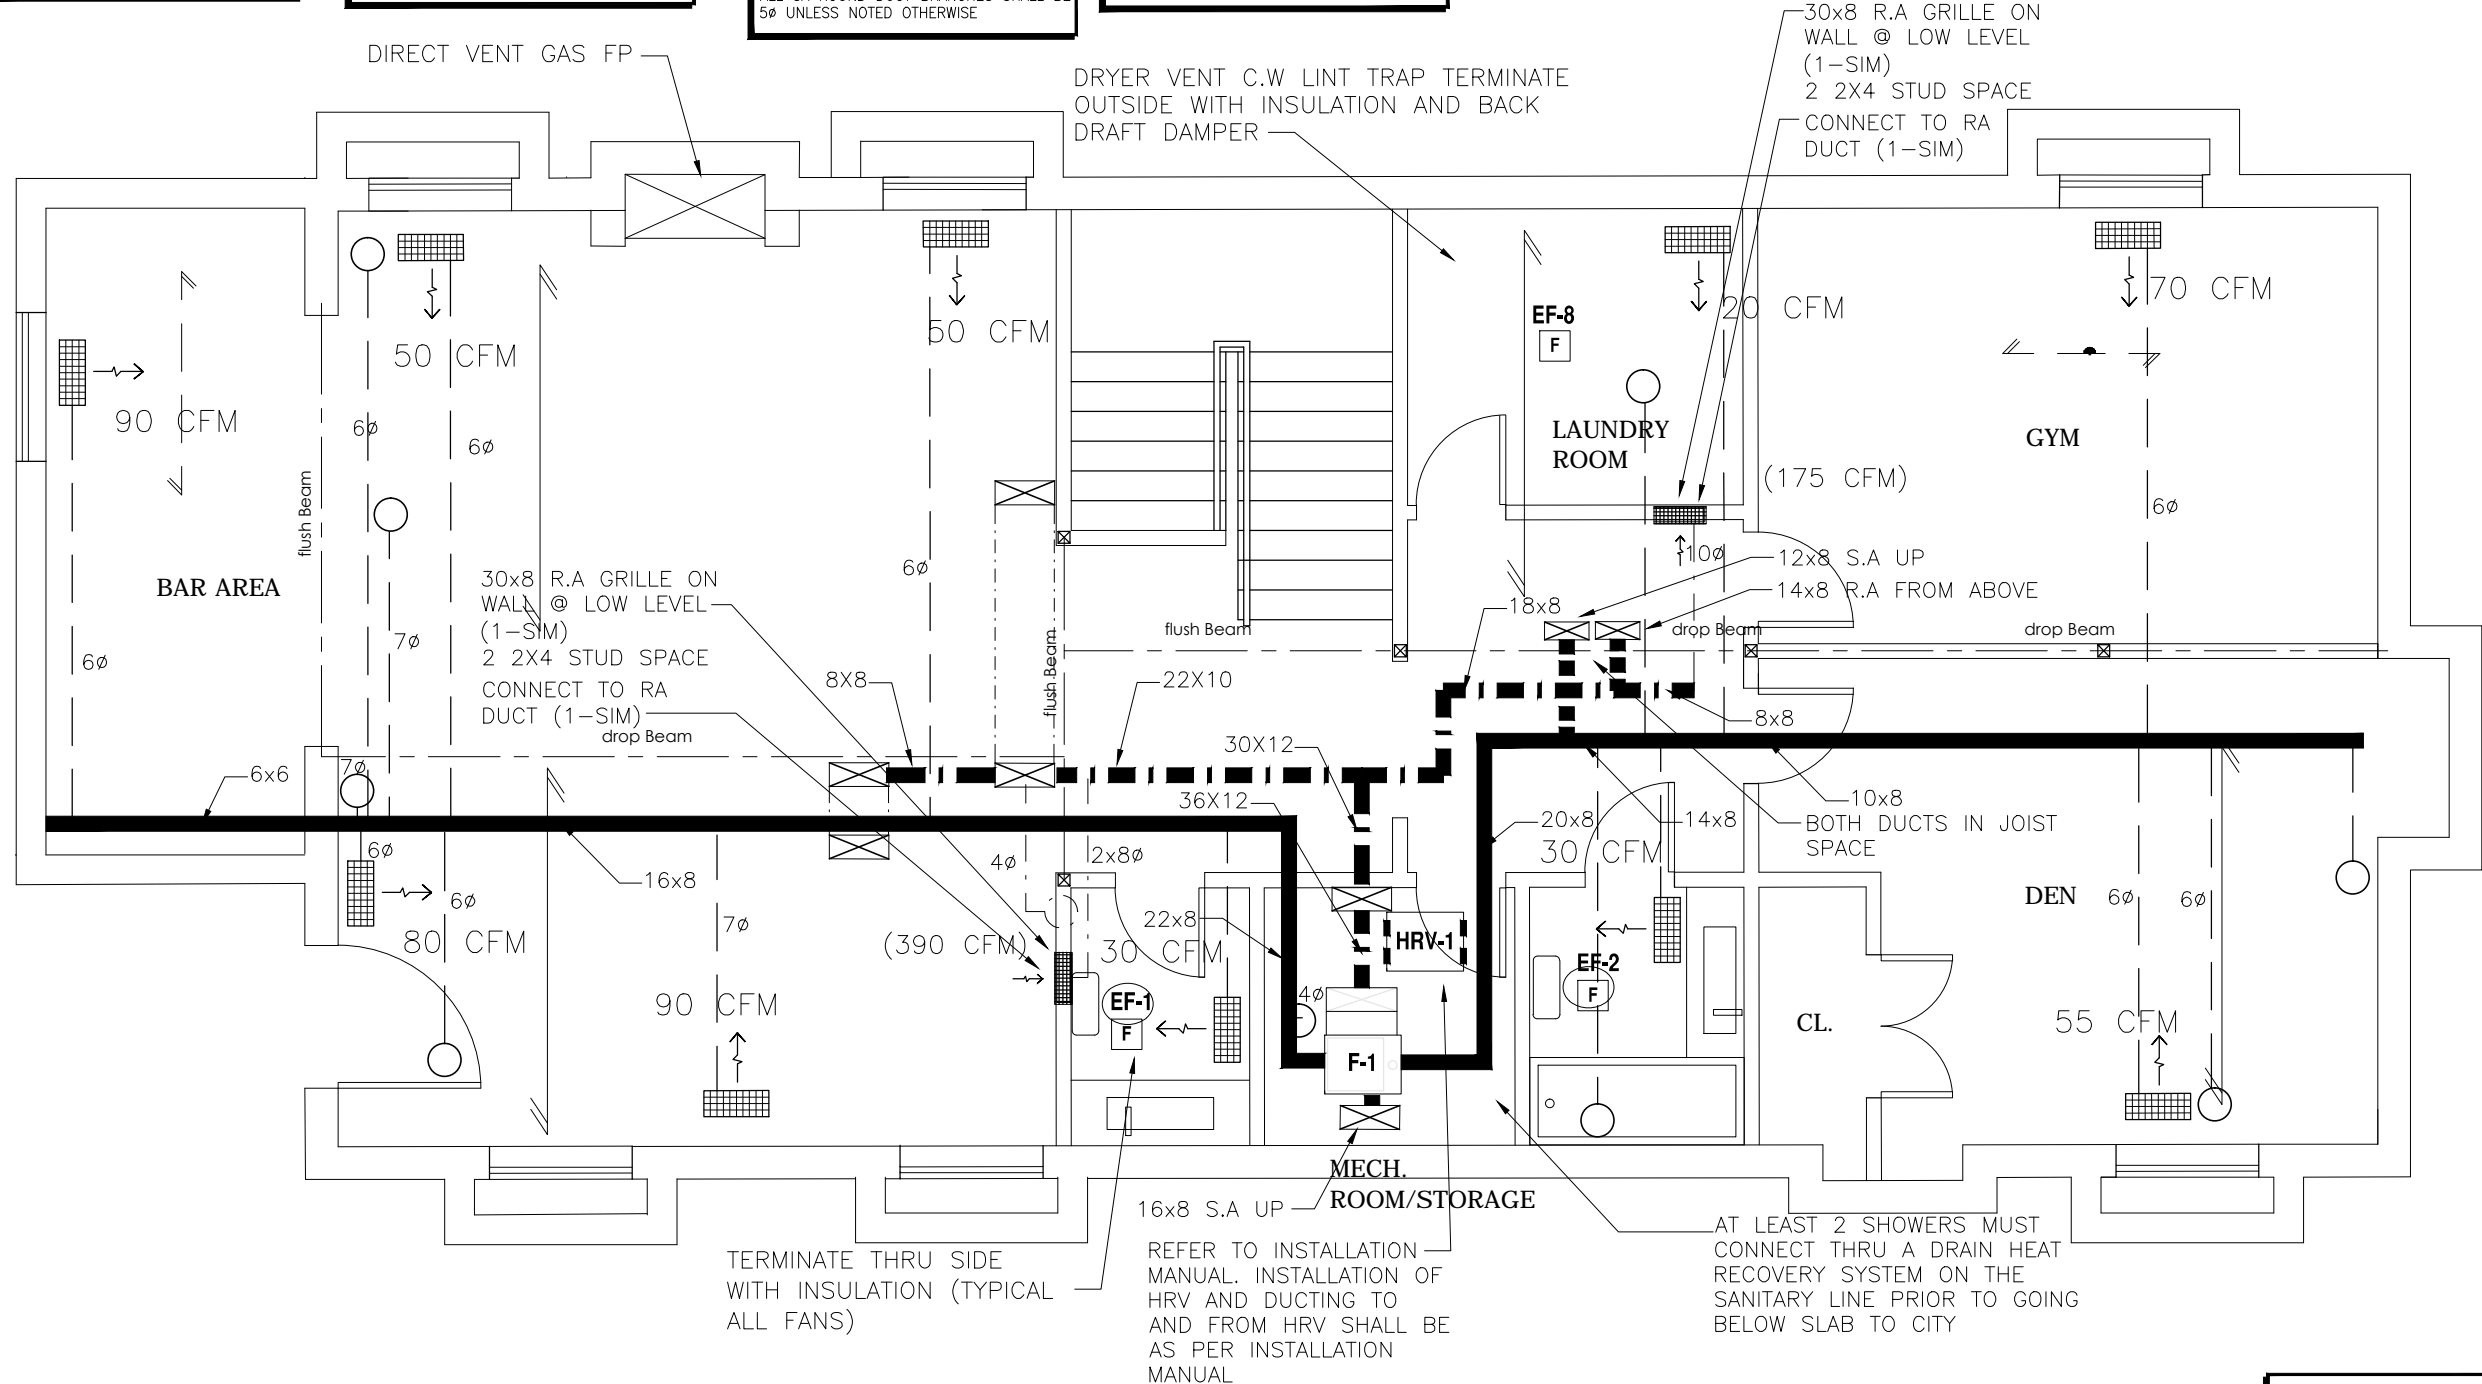 5ø UNLESS NOTED OTHERWISE
DIRECT VENT GAS FP
DRYER VENT C.W LINT TRAP TERMINATE
OUTSIDE WITH INSULATION AND BACK
DRAFT DAMPER
30x8 R.A GRILLE ON
WALL @ LOW LEVEL
(1-SIM)
2 2X4 STUD SPACE
CONNECT TO RA
DUCT (1-SIM)
50 CFM
50 CFM
90 CFM
20 CFM
70 CFM
EF-8
F
6ø
6ø
LAUNDRY
ROOM
GYM
(175 CFM)
6ø
flush Beam
BAR AREA
6ø
7ø
6ø
30x8 R.A GRILLE ON
WALL @ LOW LEVEL
(1-SIM)
2 2X4 STUD SPACE
CONNECT TO RA
DUCT (1-SIM)
drop Beam
10ø
12x8 S.A UP
14x8 R.A FROM ABOVE
18x8
flush Beam
flush Beam
drop Beam
drop Beam
8X8
22X10
8x8
30X12
6x6
7ø
36X12
20x8
14x8
10x8
BOTH DUCTS IN JOIST
SPACE
6ø
16x8
4ø
2x8ø
30 CFM
6ø
80 CFM
7ø
(390 CFM)
30 CFM
22x8
HRV-1
EF-2
F
DEN
6ø
6ø
90 CFM
EF-1
F
4ø
F-1
CL.
55 CFM
MECH.
ROOM/STORAGE
16x8 S.A UP
TERMINATE THRU SIDE
WITH INSULATION (TYPICAL
ALL FANS)
REFER TO INSTALLATION
MANUAL. INSTALLATION OF
HRV AND DUCTING TO
AND FROM HRV SHALL BE
AS PER INSTALLATION
MANUAL
AT LEAST 2 SHOWERS MUST
CONNECT THRU A DRAIN HEAT
RECOVERY SYSTEM ON THE
SANITARY LINE PRIOR TO GOING
BELOW SLAB TO CITY